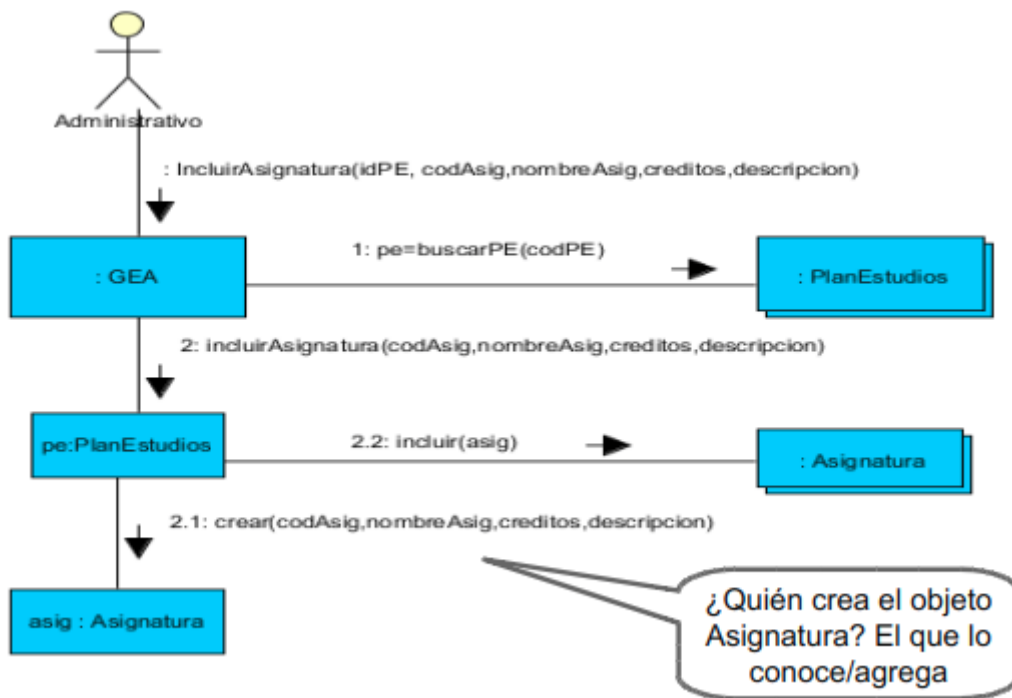 Administrativo
: IncluirAsignatura(idPE, codAsig,nombreAsig,creditos,descripcion)
: GEA
1: pe=buscarPE(codPE)
: PlanEstudios
2: incluirAsignatura(codAsig,nombreAsig,creditos,descripcion)
pe:PlanEstudios
2.2: incluir(asig)
: Asignatura
2.1: crear(codAsig,nombreAsig,creditos,descripcion)
asig : Asignatura
¿Quién crea el objeto
Asignatura? El que lo
conoce/agrega